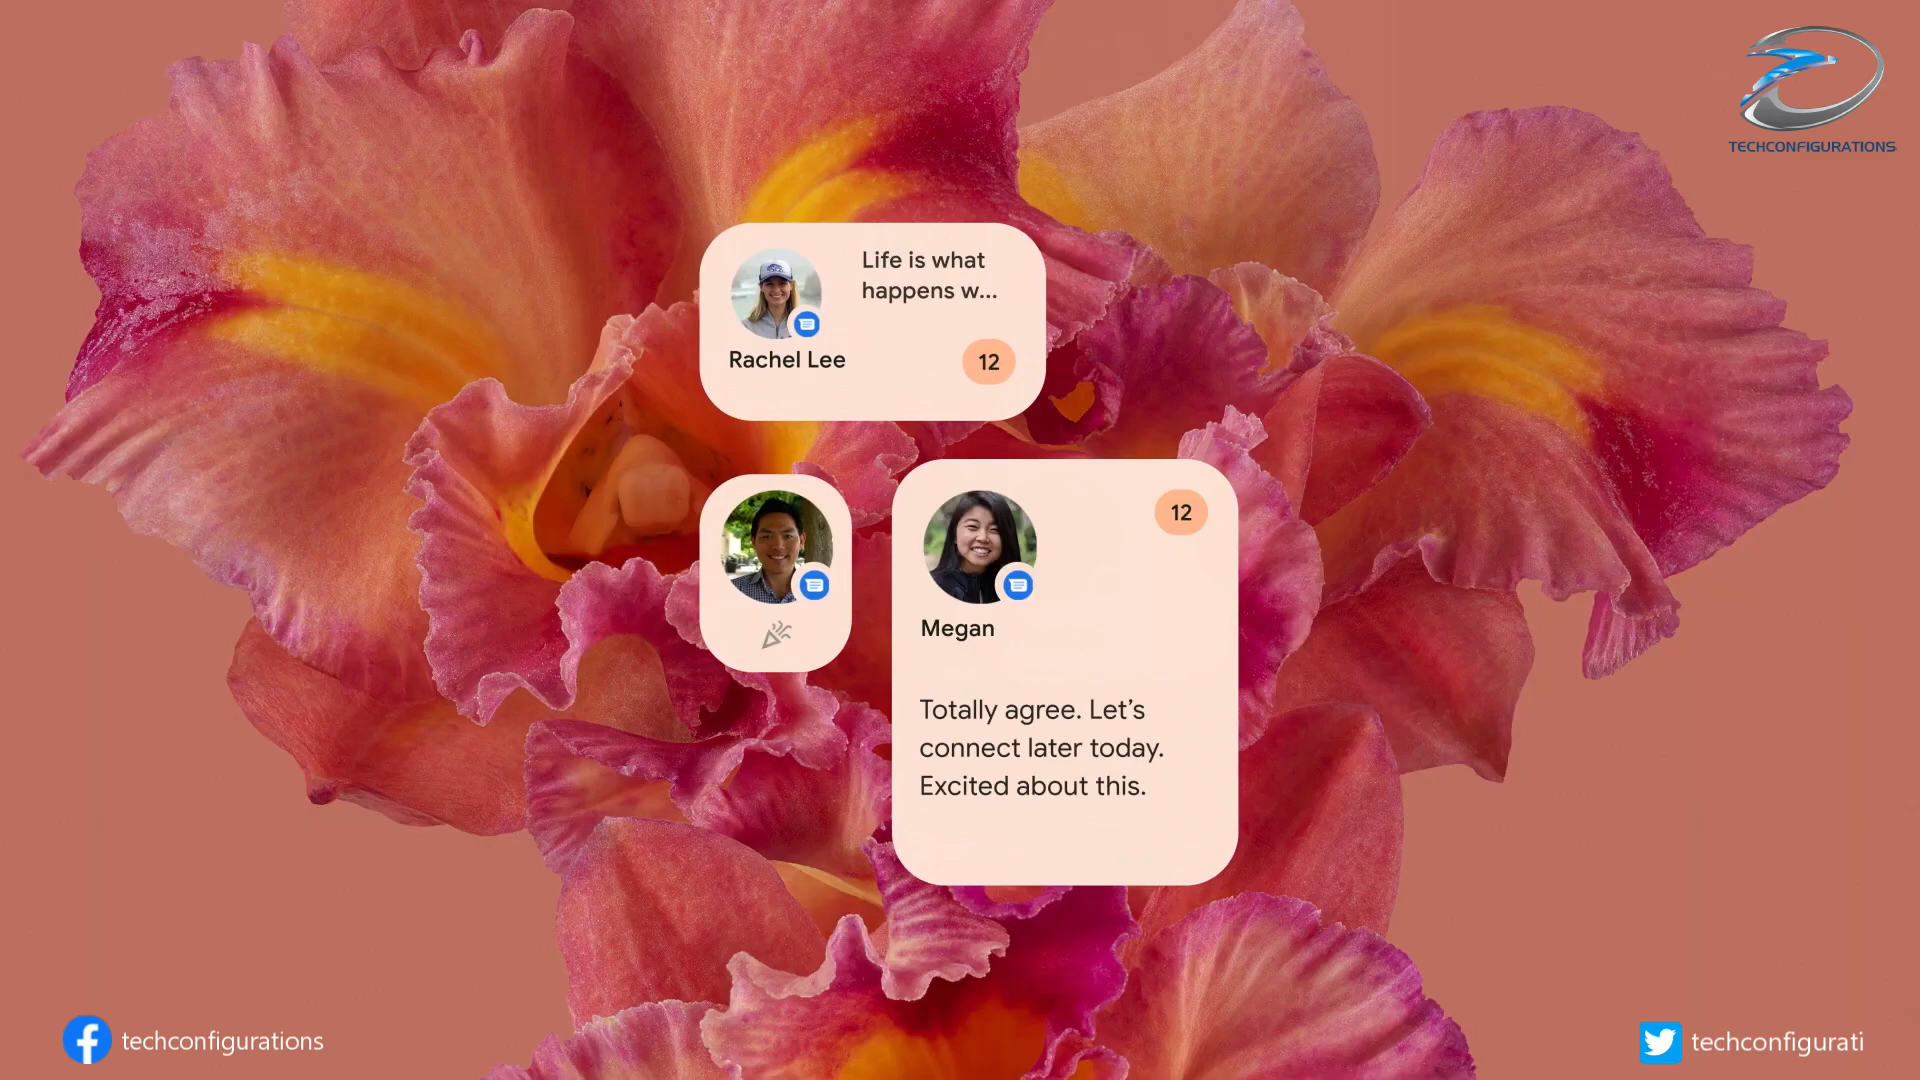 TECHCONFIGURATIONS
Life is what
happens w...
Rachel Lee
12
12
Megan
Totally agree. Let's
connect later today.
Excited about this.
techconfigurations
techconfigurati